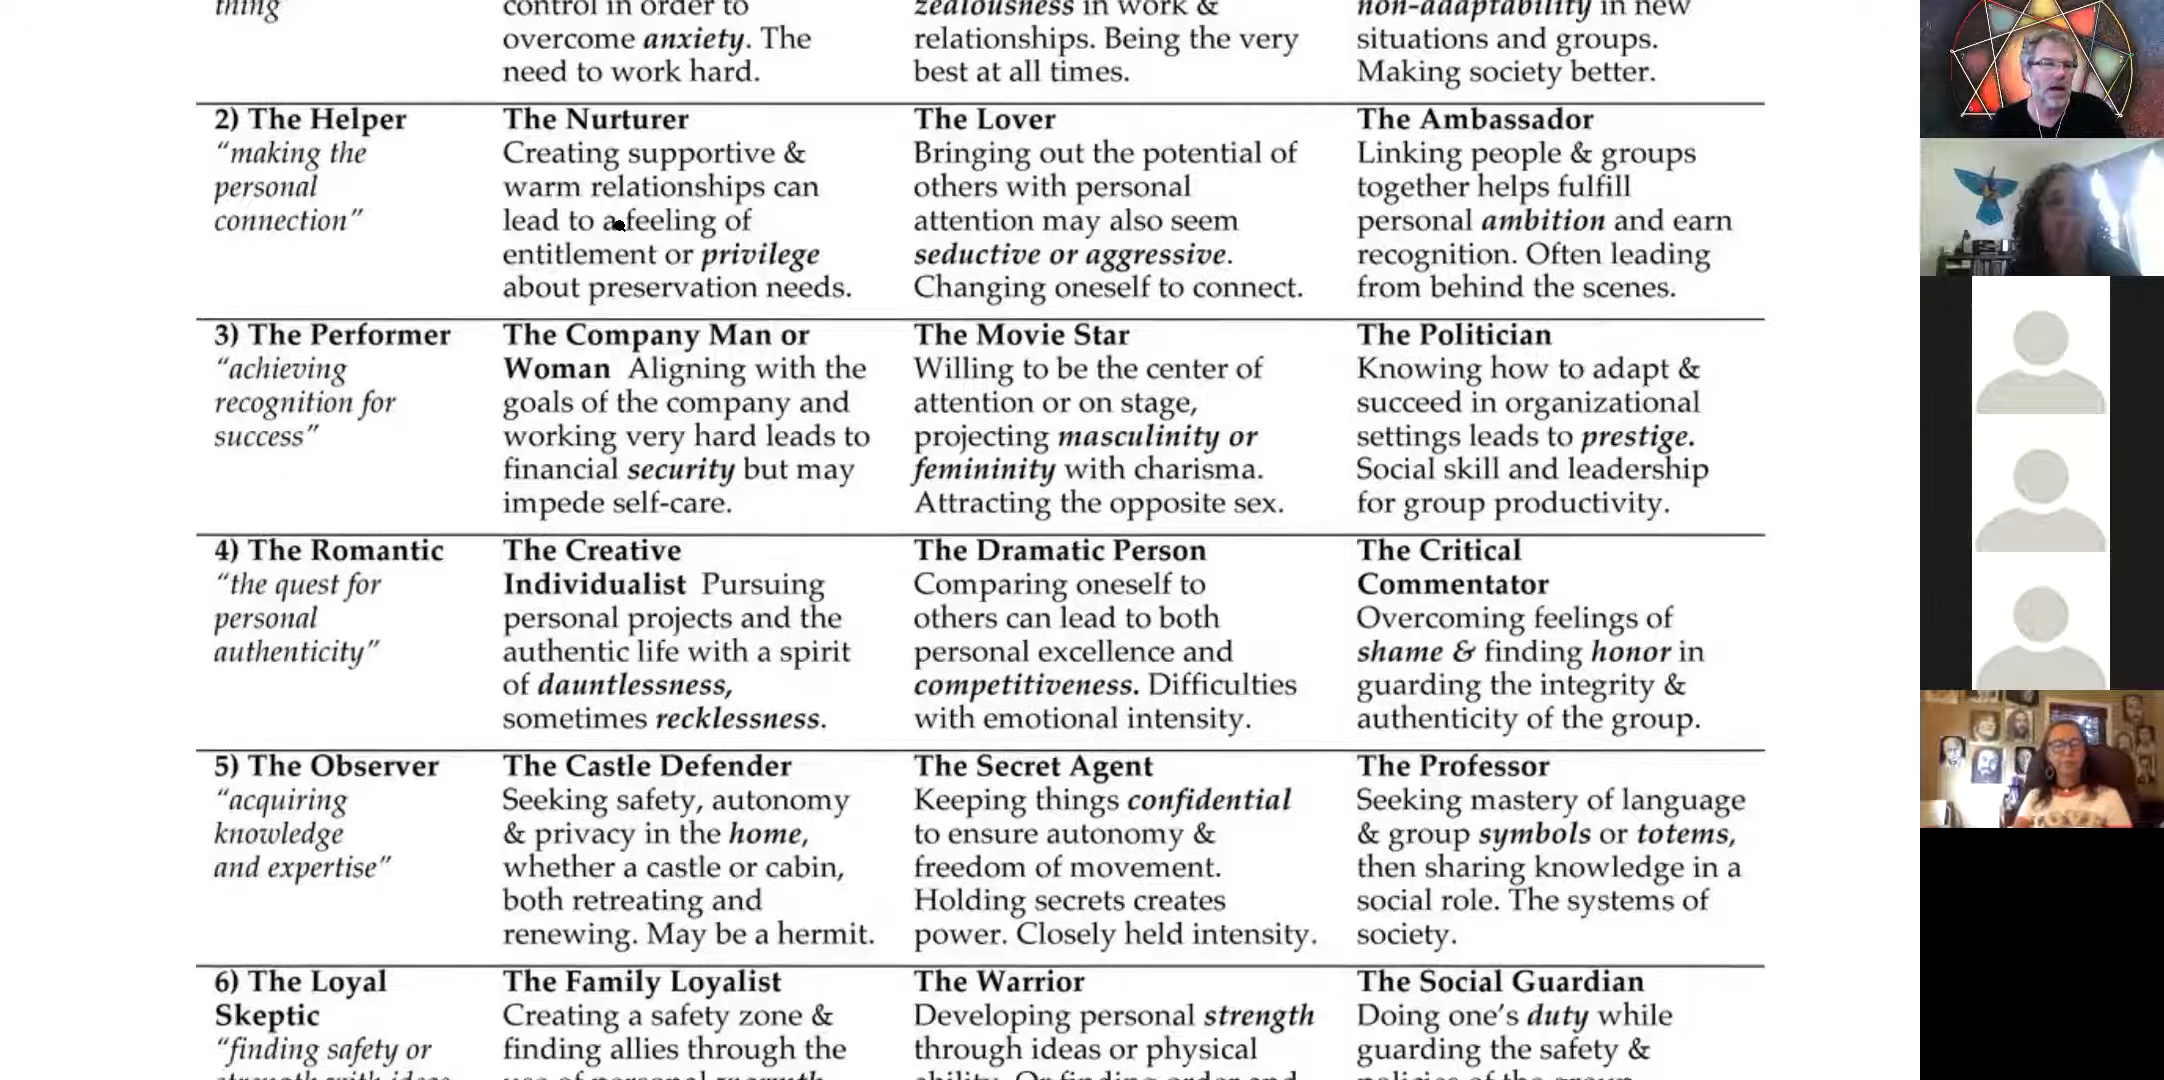 thing"
control in order to
overcome anxiety. The
need to work hard.
zealousness in work &
relationships. Being the very
best at all times.
non-adaptability in new
situations and groups.
Making society better.
2) The Helper
“making the
personal
connection”
The Nurturer
Creating supportive &
warm relationships can
lead to a feeling of
entitlement or privilege
about preservation needs.
The Lover
Bringing out the potential of
others with personal
attention may also seem
seductive or aggressive.
Changing oneself to connect.
The Ambassador
Linking people & groups
together helps fulfill
personal ambition and earn
recognition. Often leading
from behind the scenes.
3) The Performer
“achieving
recognition for
success”
The Company Man or
Woman Aligning with the
goals of the company and
working very hard leads to
financial security but may
impede self-care.
The Movie Star
Willing to be the center of
attention or on stage,
projecting masculinity or
femininity with charisma.
Attracting the opposite sex.
The Politician
Knowing how to adapt &
succeed in organizational
settings leads to prestige.
Social skill and leadership
for group productivity.
4) The Romantic
“the quest for
personal
authenticity”
The Creative
Individualist Pursuing
personal projects and the
authentic life with a spirit
of dauntlessness,
sometimes recklessness.
The Dramatic Person
Comparing oneself to
others can lead to both
personal excellence and
competitiveness. Difficulties
with emotional intensity.
The Critical
Commentator
Overcoming feelings of
shame & finding honor in
guarding the integrity &
authenticity of the group.
5) The Observer
“acquiring
knowledge
and expertise”
The Castle Defender
Seeking safety, autonomy
& privacy in the home,
whether a castle or cabin,
both retreating and
renewing. May be a hermit.
The Secret Agent
Keeping things confidential
to ensure autonomy &
freedom of movement.
Holding secrets creates
power. Closely held intensity.
The Professor
Seeking mastery of language
& group symbols or totems,
then sharing knowledge in a
social role. The systems of
society.
6) The Loyal
Skeptic
“finding safety or
The Family Loyalist
Creating a safety zone &
finding allies through the
The Warrior
Developing personal strength
through ideas or physical
The Social Guardian
Doing one’s duty while
guarding the safety &